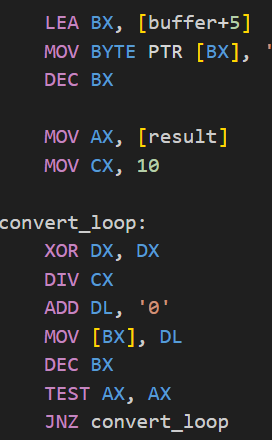 LEA BX, [buffer+5]
MOV BYTE PTR [BX], '
DEC BX
MOV AX, [result]
MOV CX, 10
convert_loop:
XOR DX, DX
DIV CX
ADD DL, '0'
MOV [BX], DL
DEC BX
TEST AX, AX
JNZ convert_loop